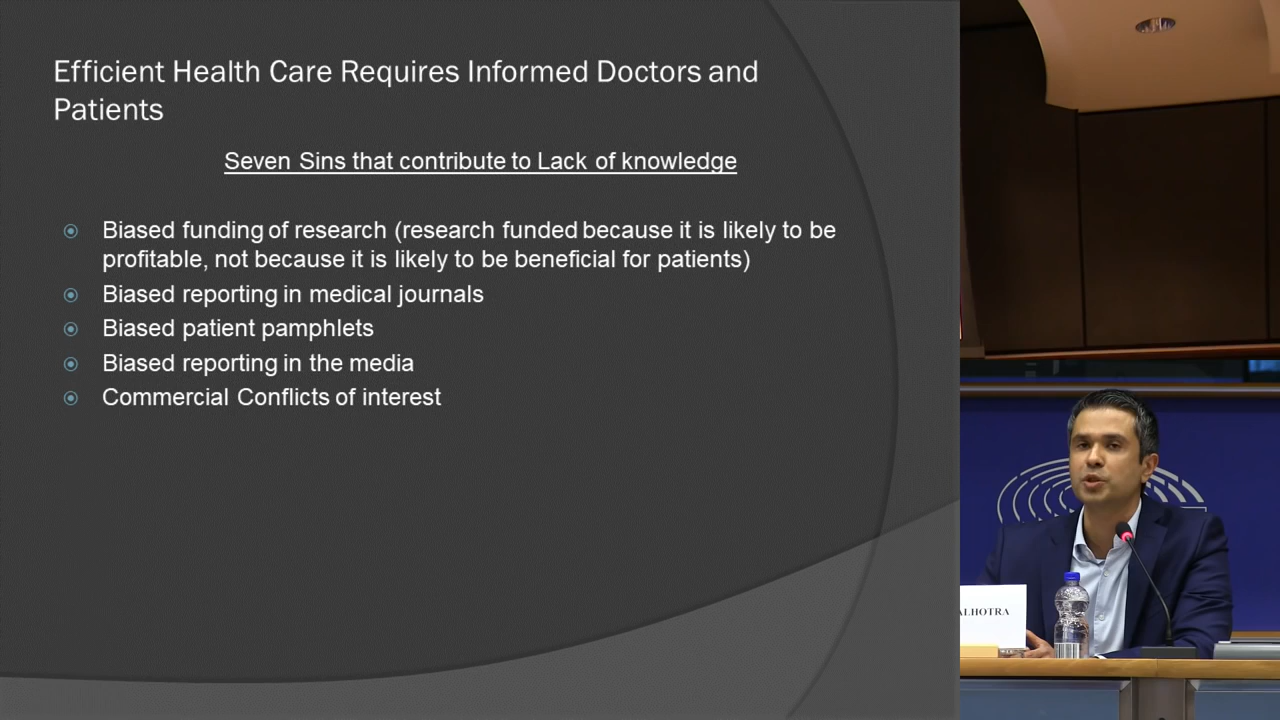 Efficient Health Care Requires Informed Doctors and
Patients
Seven Sins that contribute to Lack of knowledge
Biased funding of research (research funded because it is likely to be
profitable, not because it is likely to be beneficial for patients)
Biased reporting in medical journals
Biased patient pamphlets
Biased reporting in the media
Commercial Conflicts of interest
ALHOTRA